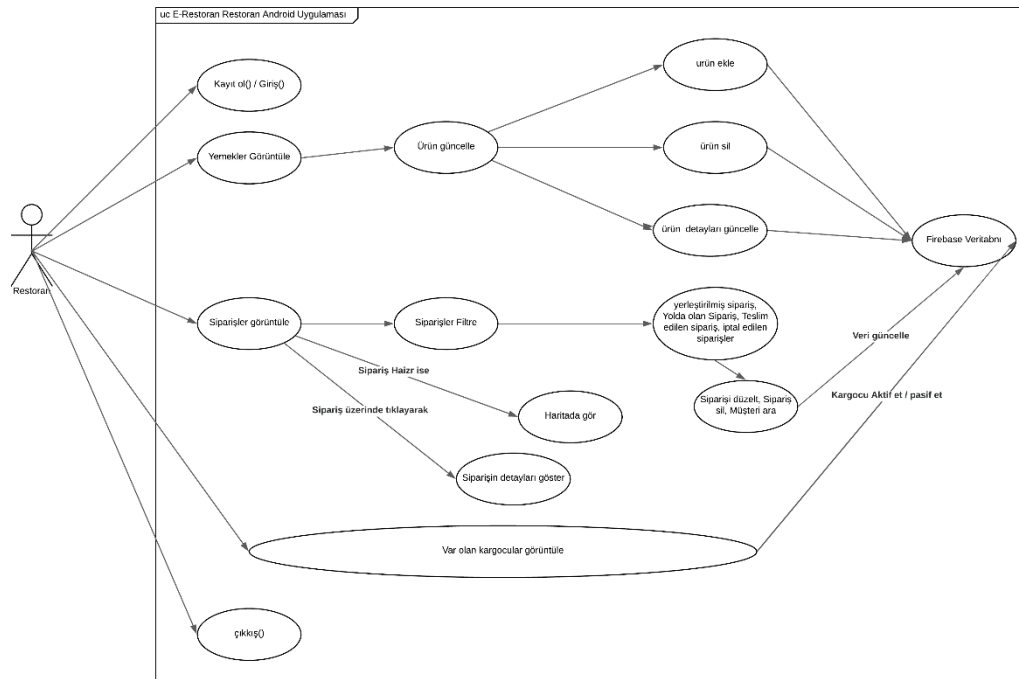 uc E-Restoran Restoran Android Uygulaması
Kayıt ol() / Giriş()
urün ekle
Yemekler Görüntüle
Ürün güncelle
ürün sil
ürün detayları güncelle
Firebase Veritabnı
Restoran
Siparişler görüntüle
Siparişler Filtre
yerleştirilmiş sipariş,
Yolda olan Sipariş, Teslim
edilen sipariş, iptal edilen
siparişler
Veri güncelle
Sipariş Haizr ise
Kargocu Aktif et / pasif et
Siparişi düzelt, Sipariş
sil, Müşteri ara
Sipariş üzerinde tıklayarak
Haritada gör
Siparişin detayları göster
Var olan kargocular görüntüle
çıkkış()